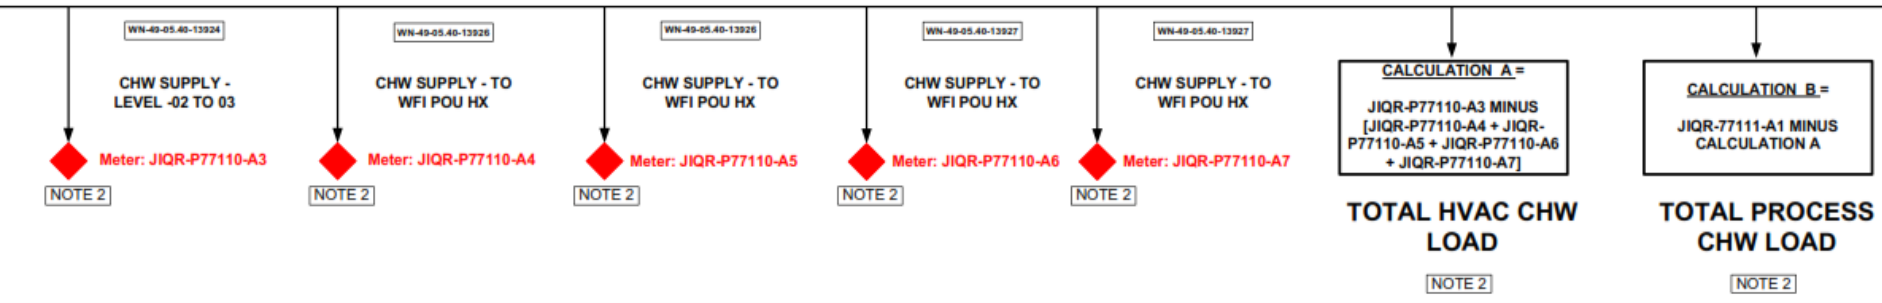 WN-49-05.40-13924
CHW SUPPLY -
LEVEL -02 TO 03
Meter: JIQR-P77110-A3
NOTE 2
WN-49-05.40-13926
CHW SUPPLY - TO
WFI POU HX
Meter: JIQR-P77110-A4
NOTE 2
WN-49-05.40-13926
CHW SUPPLY - TO
WFI POU HX
Meter: JIQR-P77110-A5
NOTE 2
WN-49-05.40-13927
CHW SUPPLY - TO
WFI POU HX
Meter: JIQR-P77110-A6
NOTE 2
WN-49-05.40-13927
CHW SUPPLY - TO
WFI POU HX
Meter: JIQR-P77110-A7
NOTE 2
CALCULATION A =
JIQR-P77110-A3 MINUS
[JIQR-P77110-A4 + JIQR-
P77110-A5 + JIQR-P77110-A6
+ JIQR-P77110-A7]
TOTAL HVAC CHW
LOAD
NOTE 2
CALCULATION B =
JIQR-77111-A1 MINUS
CALCULATION A
TOTAL PROCESS
CHW LOAD
NOTE 2